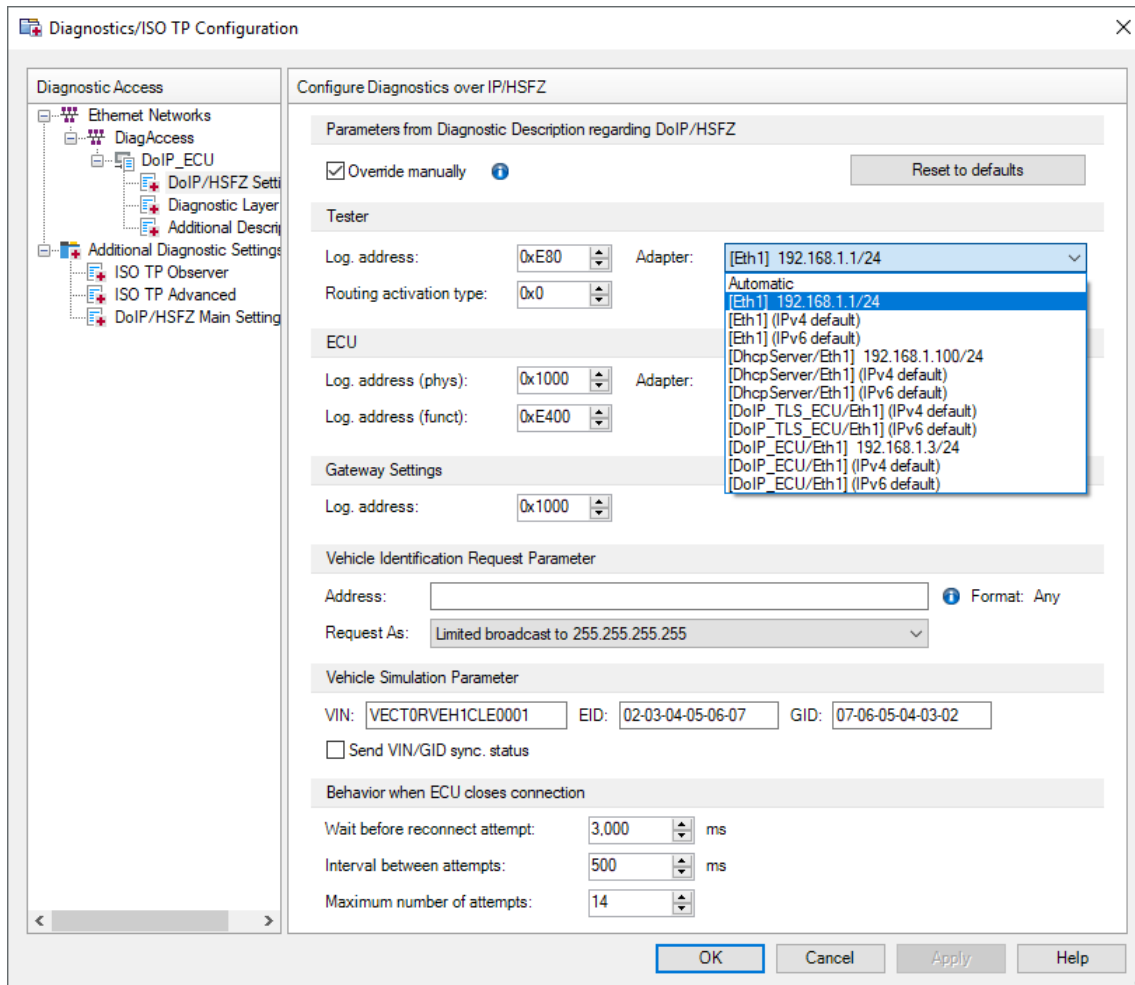 Diagnostics/ISO TP Configuration
Diagnostic Access
Ethernet Networks
DiagAccess
DoIP_ECU
DoIP/HSFZ Setti
Diagnostic Layer
Additional Descrip
Additional Diagnostic Settings
ISO TP Observer
ISO TP Advanced
DoIP/HSFZ Main Setting
Configure Diagnostics over IP/HSFZ
Parameters from Diagnostic Description regarding DoIP/HSFZ
Override manually
Reset to defaults
Tester
Log. address: 0xE80 Adapter: [Eth1] 192.168.1.1/24
Routing activation type: 0x0
Automatic
[Eth1] 192.168.1.1/24
[Eth1] (IPv4 default)
[Eth1] (IPv6 default)
[DhcpServer/Eth1] 192.168.1.100/24
[DhcpServer/Eth1] (IPv4 default)
[DhcpServer/Eth1] (IPv6 default)
[DoIP_TLS_ECU/Eth1] (IPv4 default)
[DoIP_TLS_ECU/Eth1] (IPv6 default)
[DoIP_ECU/Eth1] 192.168.1.3/24
[DoIP_ECU/Eth1] (IPv4 default)
[DoIP_ECU/Eth1] (IPv6 default)
ECU
Log. address (phys): 0x1000 Adapter:
Log. address (funct): 0xE400
Gateway Settings
Log. address: 0x1000
Vehicle Identification Request Parameter
Address: Format: Any
Request As: Limited broadcast to 255.255.255.255
Vehicle Simulation Parameter
VIN: VECT0RVEH1CLE0001 EID: 02-03-04-05-06-07 GID: 07-06-05-04-03-02
Send VIN/GID sync. status
Behavior when ECU closes connection
Wait before reconnect attempt: 3,000 ms
Interval between attempts: 500 ms
Maximum number of attempts: 14
OK Cancel Apply Help